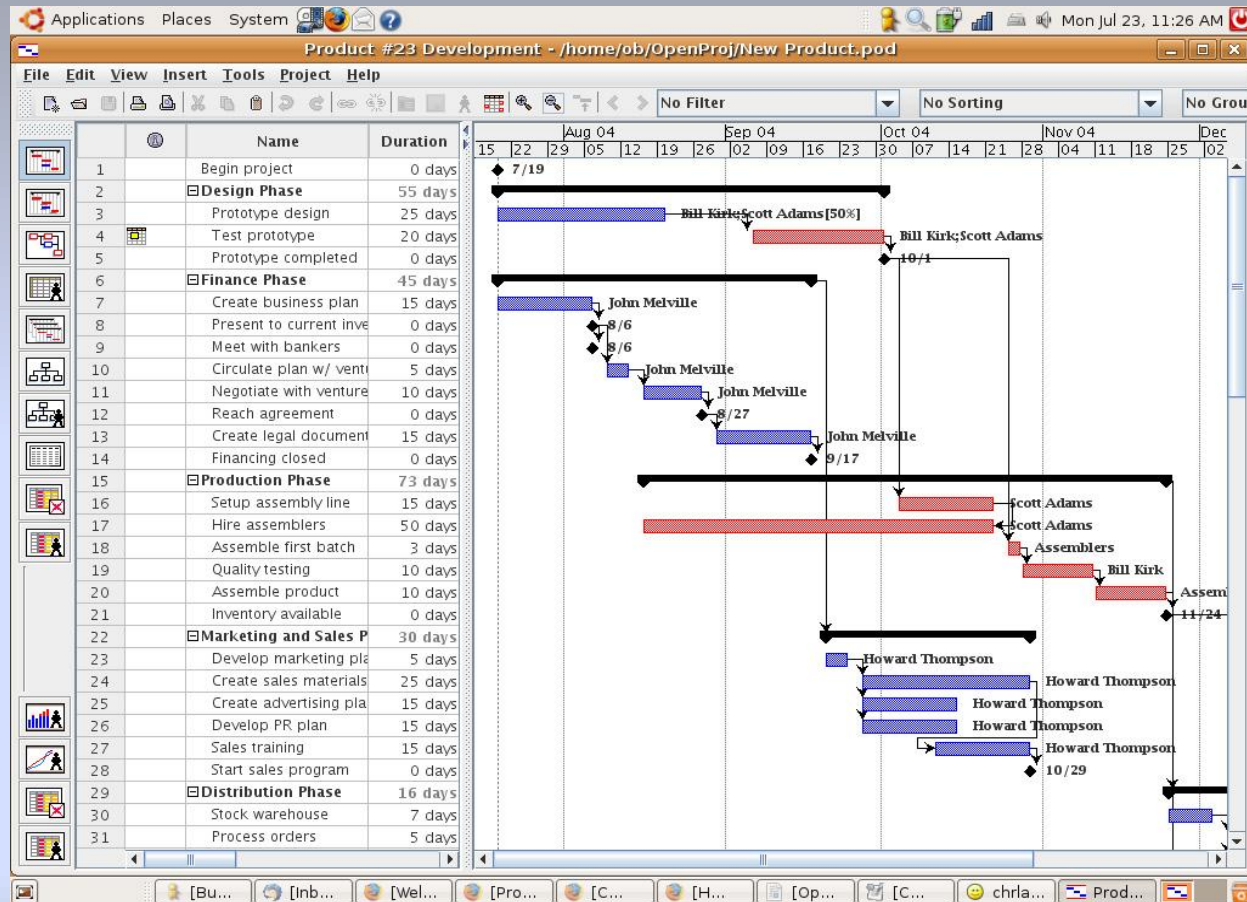 Applications Places System Mon Jul 23, 11:26 AM
Product #23 Development - /home/ob/OpenProj/New Product.pod
File Edit View Insert Tools Project Help
No Filter No Sorting No Grou
Name Duration
Aug 04 Sep 04 Oct 04 Nov 04 Dec
15 22 29 05 12 19 26 02 09 16 23 30 07 14 21 28 04 11 18 25 02
1 Begin project 0 days 7/19
2 Design Phase 55 days
3 Prototype design 25 days Bill Kirk;Scott Adams[50%]
4 Test prototype 20 days Bill Kirk;Scott Adams
5 Prototype completed 0 days 10/1
6 Finance Phase 45 days
7 Create business plan 15 days John Melville
8 Present to current inve 0 days 8/6
9 Meet with bankers 0 days 8/6
10 Circulate plan w/ ventu 5 days John Melville
11 Negotiate with venture 10 days John Melville
12 Reach agreement 0 days 8/27
13 Create legal document 15 days John Melville
14 Financing closed 0 days 9/17
15 Production Phase 73 days
16 Setup assembly line 15 days Scott Adams
17 Hire assemblers 50 days Scott Adams
18 Assemble first batch 3 days Assemblers
19 Quality testing 10 days Bill Kirk
20 Assemble product 10 days Assem
21 Inventory available 0 days 11/24
22 Marketing and Sales P 30 days
23 Develop marketing pla 5 days Howard Thompson
24 Create sales materials 25 days Howard Thompson
25 Create advertising pla 15 days Howard Thompson
26 Develop PR plan 15 days Howard Thompson
27 Sales training 15 days Howard Thompson
28 Start sales program 0 days 10/29
29 Distribution Phase 16 days
30 Stock warehouse 7 days
31 Process orders 5 days
[Bu... [Inb... [Wel... [Pro... [C... [H... [Op... [C... chrla... Prod...